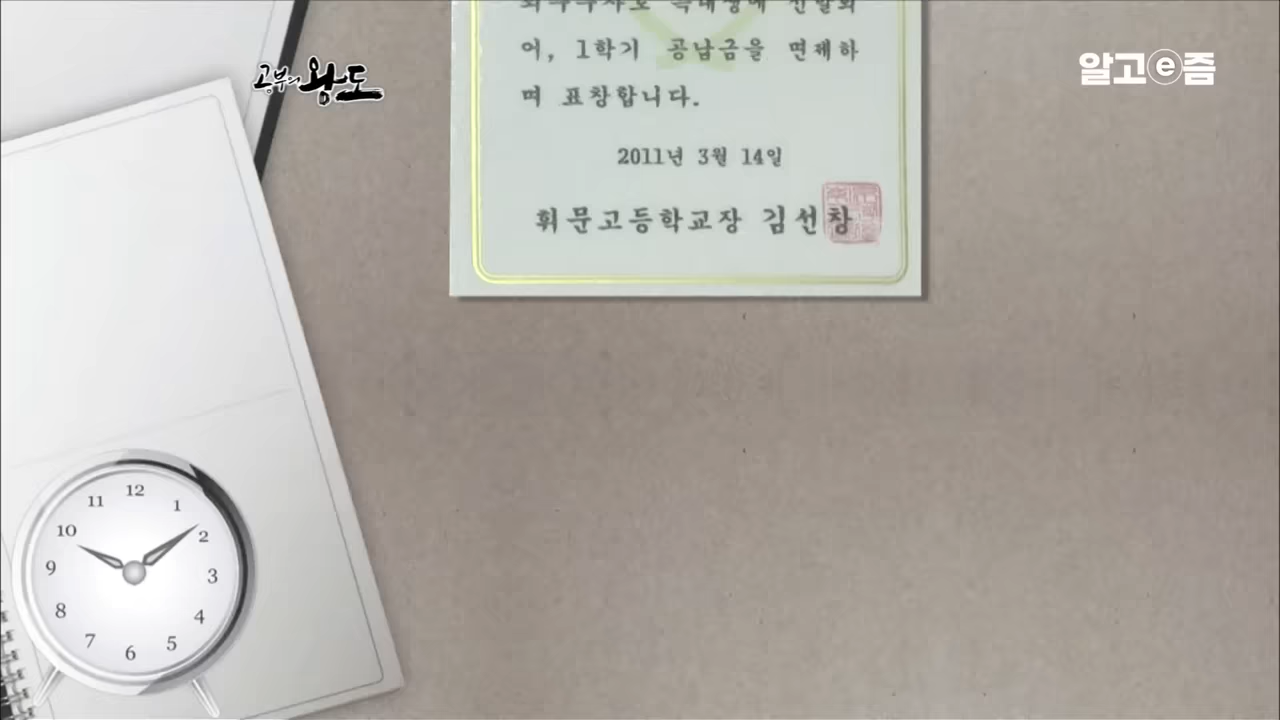 공부의 왕도
알고e즘
어, 1학기 공납금을 면제하
며 표창합니다.
2011년 3월 14일
휘문고등학교장 김선창
12
11
1
10
2
9
3
8
4
7
5
6